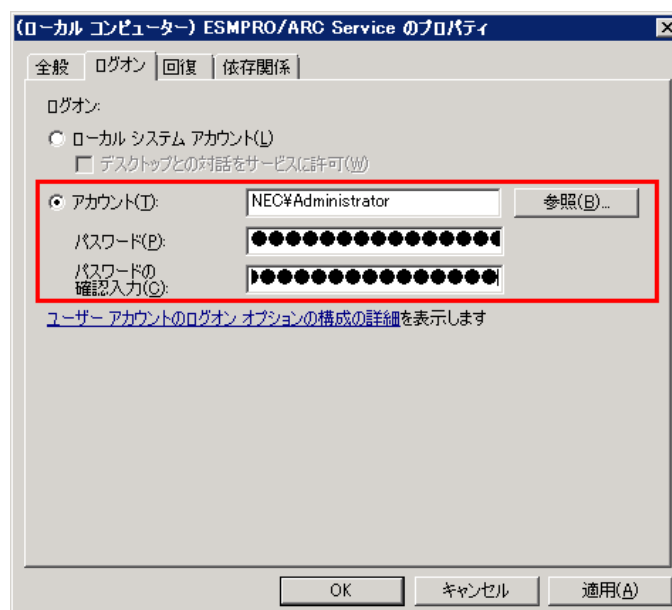 (ローカル コンピューター) ESMPRO/ARC Service のプロパティ
全般 ログオン 回復 依存関係
ログオン:
ローカル システム アカウント(L)
デスクトップとの対話をサービスに許可(W)
アカウント(T): NEC¥Administrator 参照(B)...
パスワード(P): ●●●●●●●●●●●●●●●
パスワードの
確認入力(C): ●●●●●●●●●●●●●●●
ユーザー アカウントのログオン オプションの構成の詳細を表示します
OK キャンセル 適用(A)